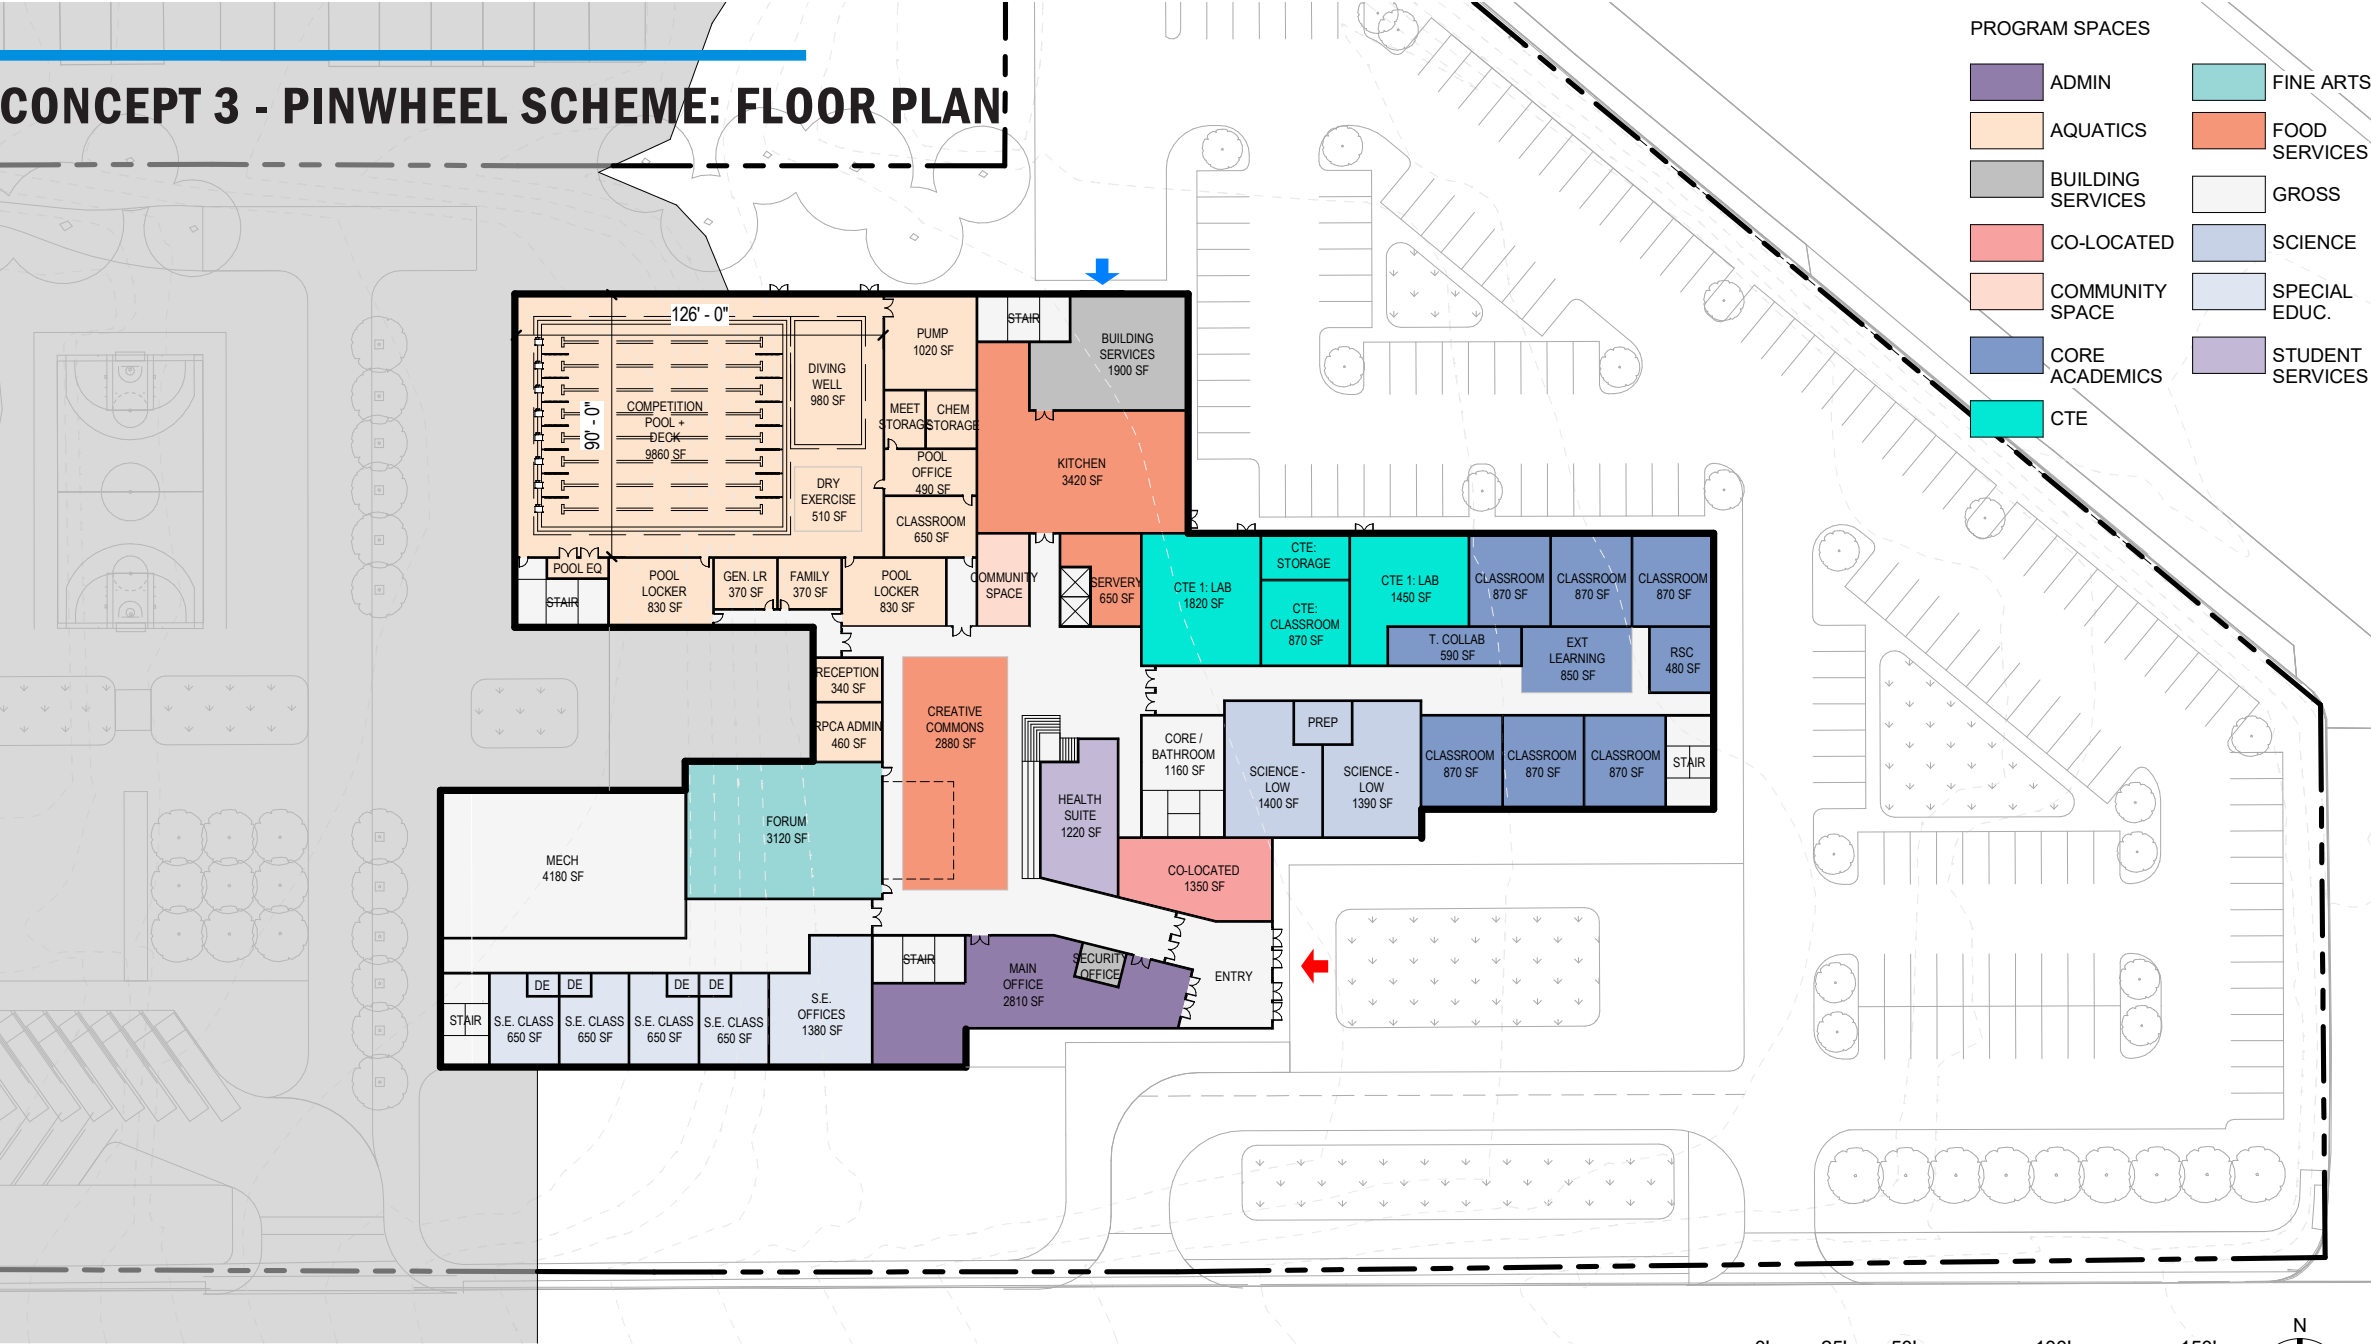 CONCEPT 3 - PINWHEEL SCHEME: FLOOR PLAN
PROGRAM SPACES
ADMIN
AQUATICS
BUILDING
SERVICES
CO-LOCATED
COMMUNITY
SPACE
CORE
ACADEMICS
CTE
FINE ARTS
FOOD
SERVICES
GROSS
SCIENCE
SPECIAL
EDUC.
STUDENT
SERVICES
126' - 0"
90' - 0"
COMPETITION
POOL +
DECK
9860 SF
DIVING
WELL
980 SF
DRY
EXERCISE
510 SF
PUMP
1020 SF
MEET
STORAGE
CHEM
STORAGE
POOL
OFFICE
490 SF
CLASSROOM
650 SF
STAIR
BUILDING
SERVICES
1900 SF
KITCHEN
3420 SF
POOL EQ
STAIR
POOL
LOCKER
830 SF
GEN. LR
370 SF
FAMILY
370 SF
POOL
LOCKER
830 SF
COMMUNITY
SPACE
SERVERY
650 SF
CTE 1: LAB
1820 SF
CTE:
STORAGE
CTE:
CLASSROOM
870 SF
CTE 1: LAB
1450 SF
CLASSROOM
870 SF
CLASSROOM
870 SF
CLASSROOM
870 SF
T. COLLAB
590 SF
EXT
LEARNING
850 SF
RSC
480 SF
RECEPTION
340 SF
RPCA ADMIN
460 SF
CREATIVE
COMMONS
2880 SF
CORE /
BATHROOM
1160 SF
PREP
SCIENCE -
LOW
1400 SF
SCIENCE -
LOW
1390 SF
CLASSROOM
870 SF
CLASSROOM
870 SF
CLASSROOM
870 SF
STAIR
HEALTH
SUITE
1220 SF
FORUM
3120 SF
MECH
4180 SF
CO-LOCATED
1350 SF
STAIR
MAIN
OFFICE
2810 SF
SECURITY
OFFICE
ENTRY
STAIR
DE
DE
DE
DE
S.E. CLASS
650 SF
S.E. CLASS
650 SF
S.E. CLASS
650 SF
S.E. CLASS
650 SF
S.E.
OFFICES
1380 SF
N
0' 25' 50' 100' 150'